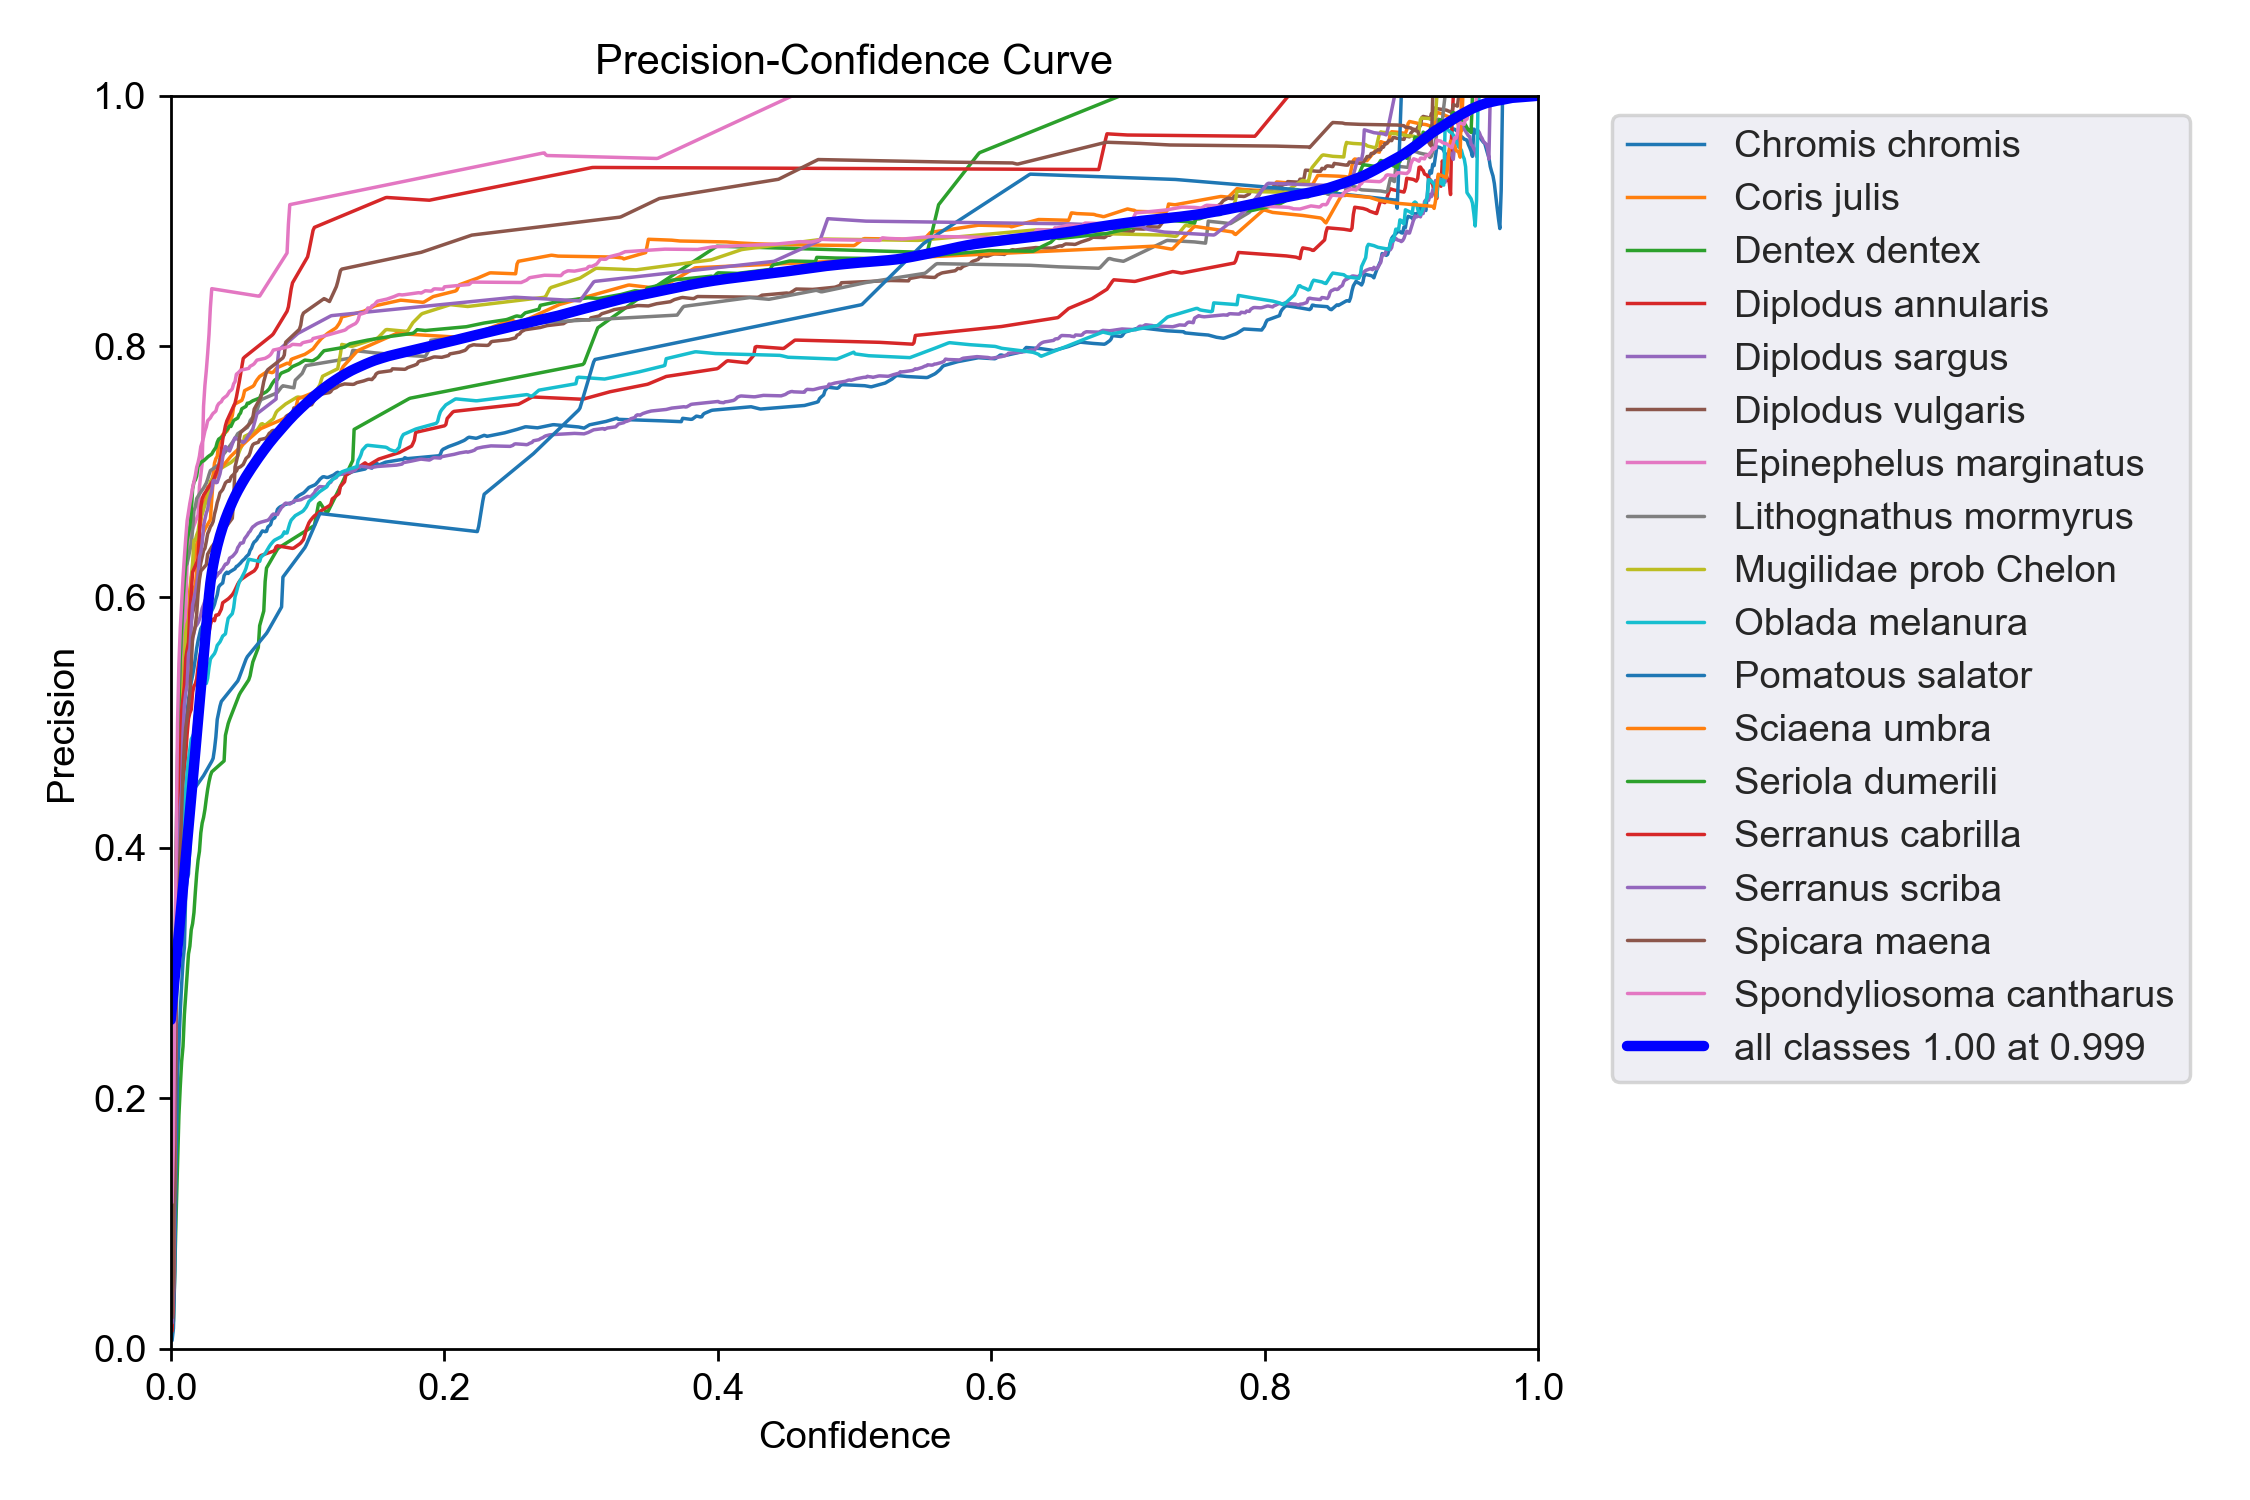 Precision-Confidence Curve
1.0
0.8
0.6
0.4
0.2
0.0
Precision
0.0 0.2 0.4 0.6 0.8 1.0
Confidence
Chromis chromis
Coris julis
Dentex dentex
Diplodus annularis
Diplodus sargus
Diplodus vulgaris
Epinephelus marginatus
Lithognathus mormyrus
Mugilidae prob Chelon
Oblada melanura
Pomatous salator
Sciaena umbra
Seriola dumerili
Serranus cabrilla
Serranus scriba
Spicara maena
Spondyliosoma cantharus
all classes 1.00 at 0.999